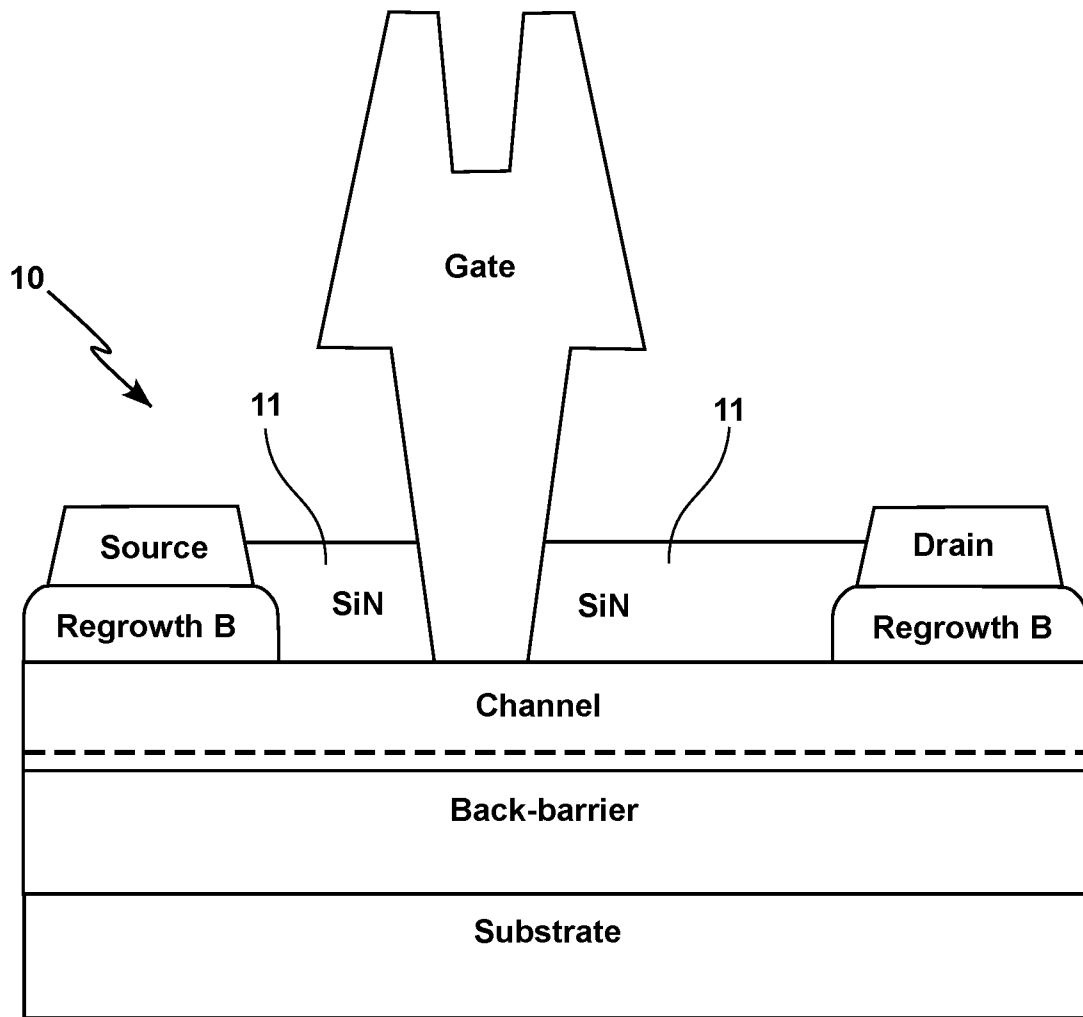 Gate
10
11
11
Source
Drain
SiN
SiN
Regrowth B
Regrowth B
Channel
Back-barrier
Substrate